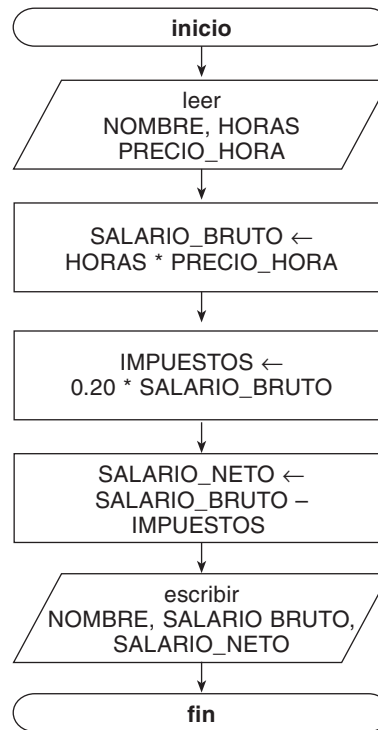 inicio
leer
NOMBRE, HORAS
PRECIO_HORA
SALARIO_BRUTO ←
HORAS * PRECIO_HORA
IMPUESTOS ←
0.20 * SALARIO_BRUTO
SALARIO_NETO ←
SALARIO_BRUTO –
IMPUESTOS
escribir
NOMBRE, SALARIO BRUTO,
SALARIO_NETO
fin